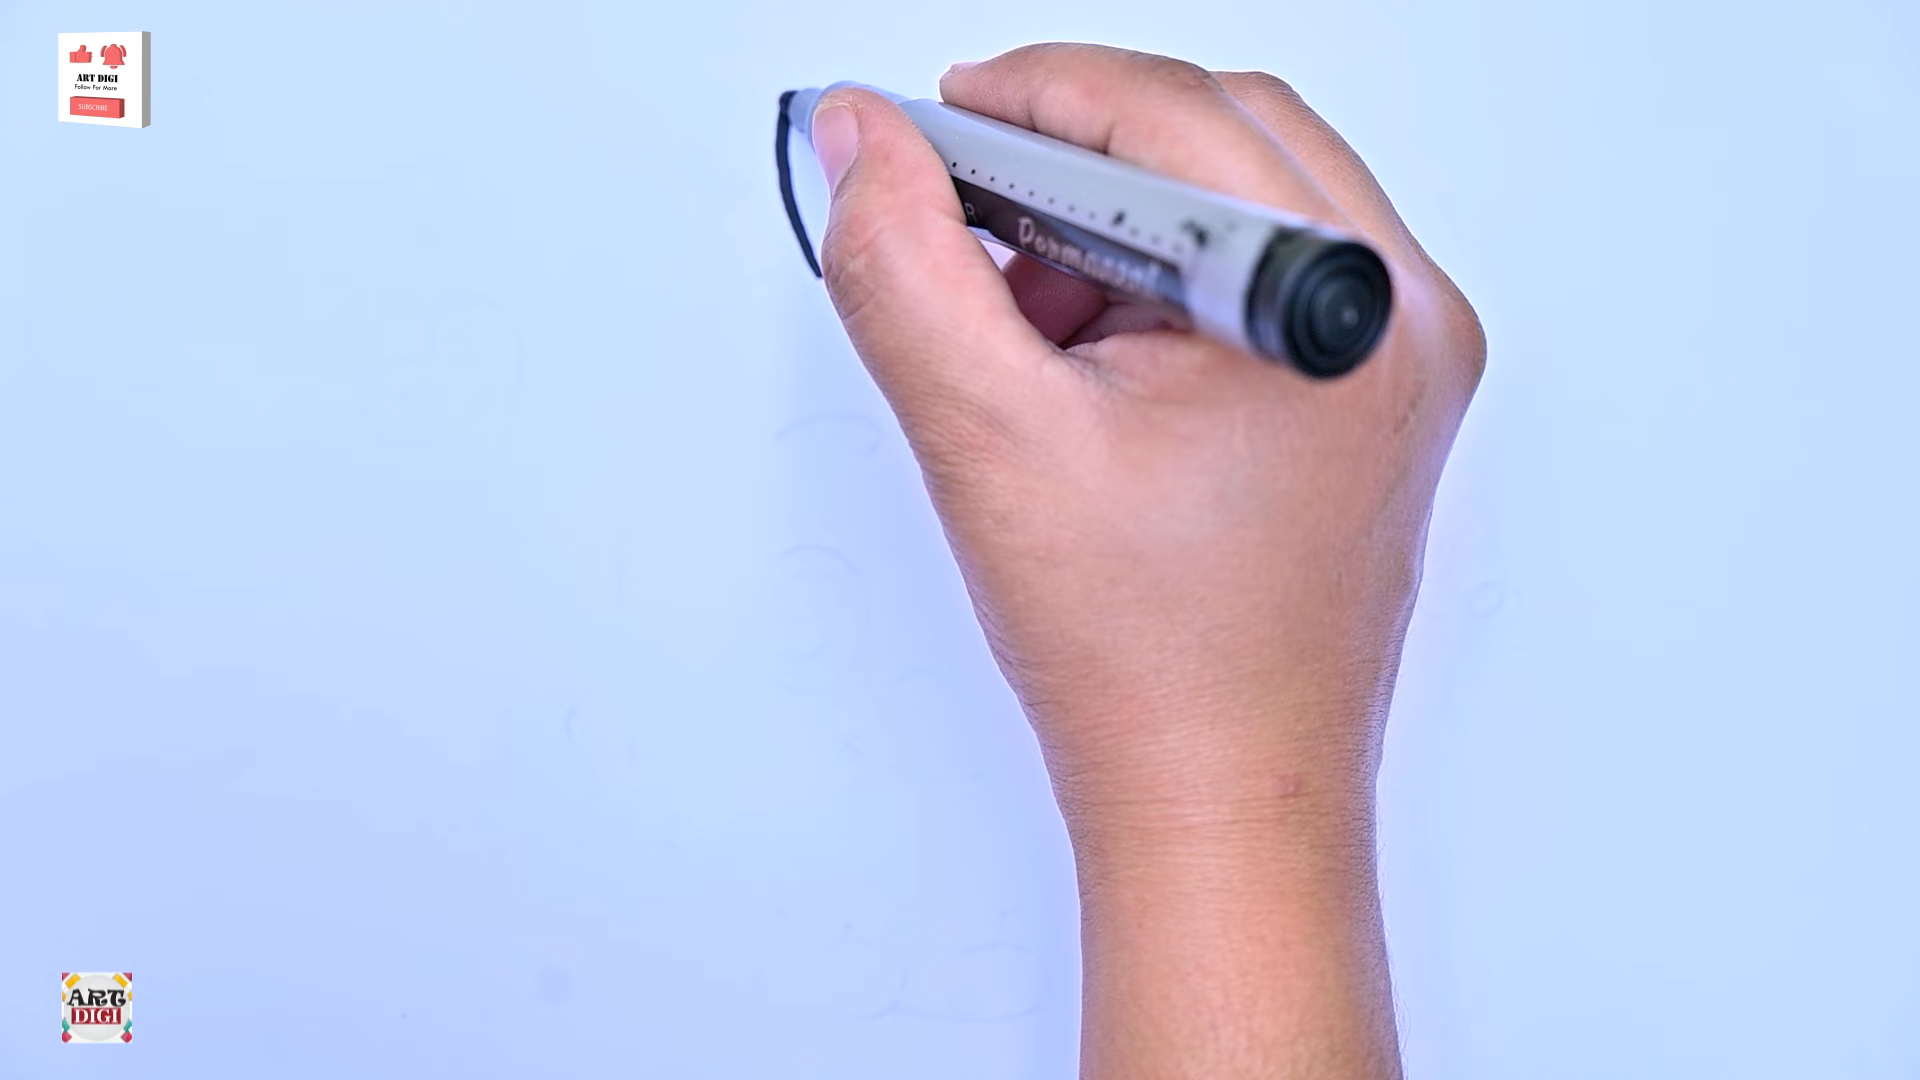 ART DIGI
Follow For More
SUBSCRIBE
R
Permanent
ART
DIGI